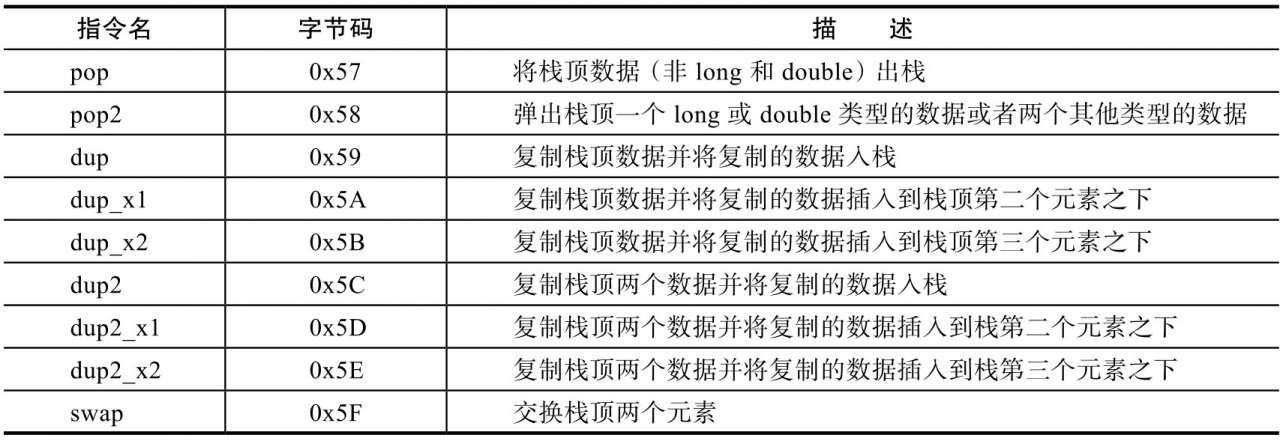 指令名 字节码 描 述
pop 0x57 将栈顶数据（非 long 和 double）出栈
pop2 0x58 弹出栈顶一个 long 或 double 类型的数据或者两个其他类型的数据
dup 0x59 复制栈顶数据并将复制的数据入栈
dup_x1 0x5A 复制栈顶数据并将复制的数据插入到栈顶第二个元素之下
dup_x2 0x5B 复制栈顶数据并将复制的数据插入到栈顶第三个元素之下
dup2 0x5C 复制栈顶两个数据并将复制的数据入栈
dup2_x1 0x5D 复制栈顶两个数据并将复制的数据插入到栈第二个元素之下
dup2_x2 0x5E 复制栈顶两个数据并将复制的数据插入到栈第三个元素之下
swap 0x5F 交换栈顶两个元素